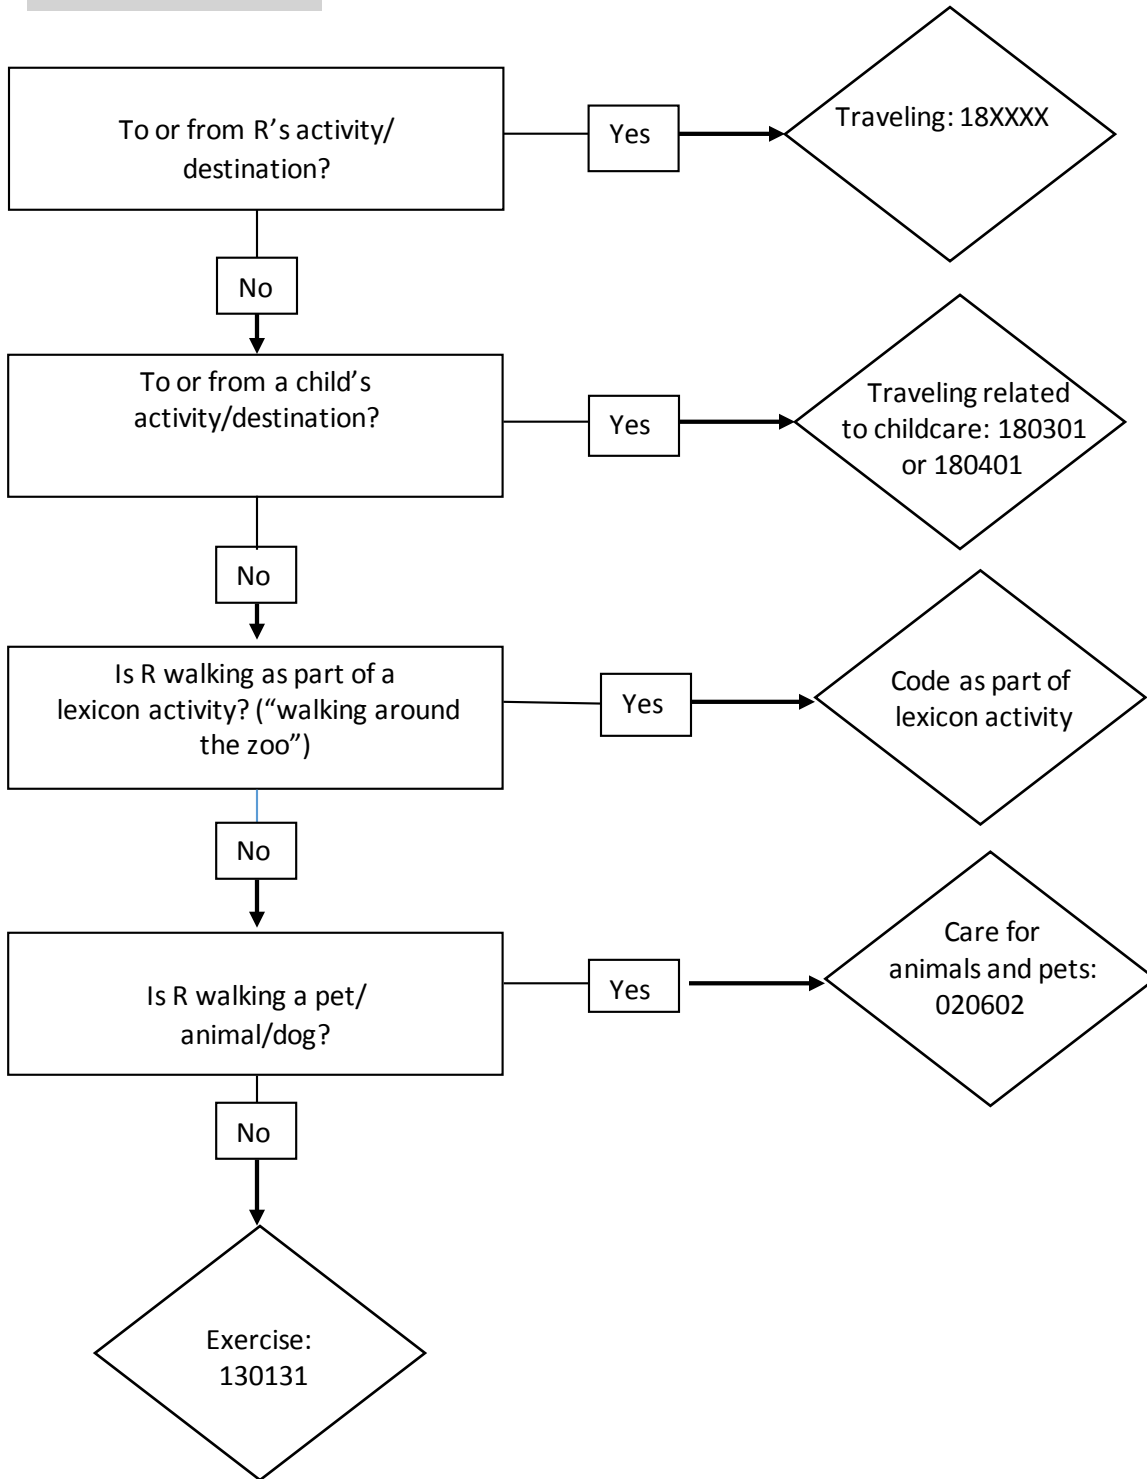 To or from R’s activity/
destination?
Yes
Traveling: 18XXXX
No
To or from a child’s
activity/destination?
Yes
Traveling related
to childcare: 180301
or 180401
No
Is R walking as part of a
lexicon activity? (“walking around
the zoo”)
Yes
Code as part of
lexicon activity
No
Is R walking a pet/
animal/dog?
Yes
Care for
animals and pets:
020602
No
Exercise:
130131